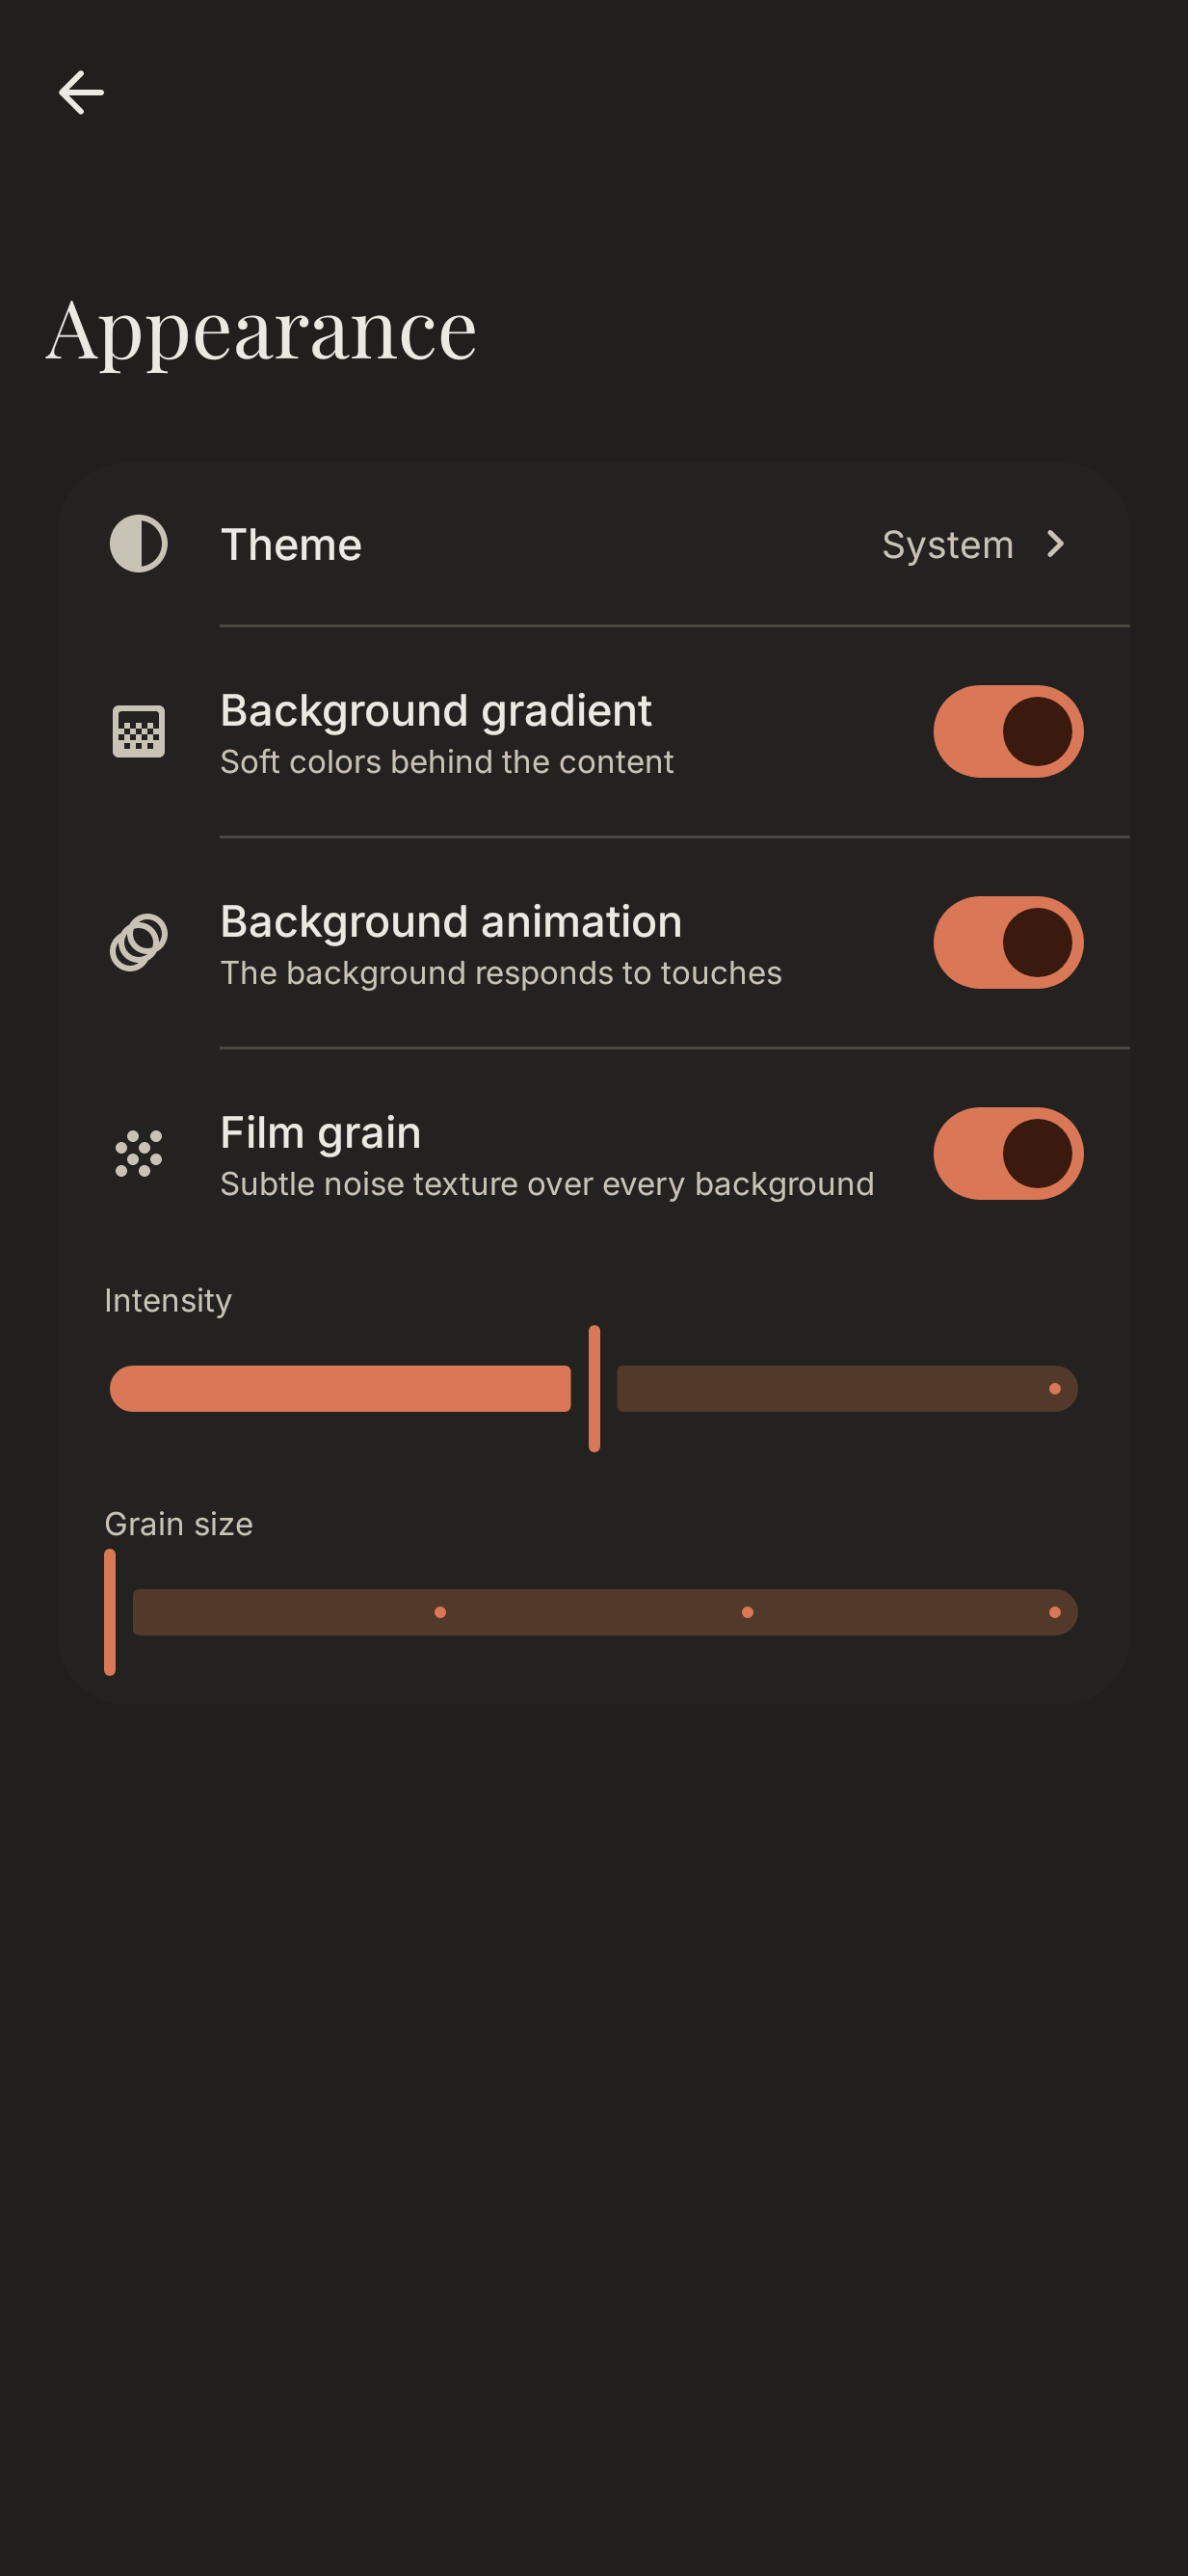 Appearance
Theme
System
Background gradient
Soft colors behind the content
Background animation
The background responds to touches
Film grain
Subtle noise texture over every background
Intensity
Grain size